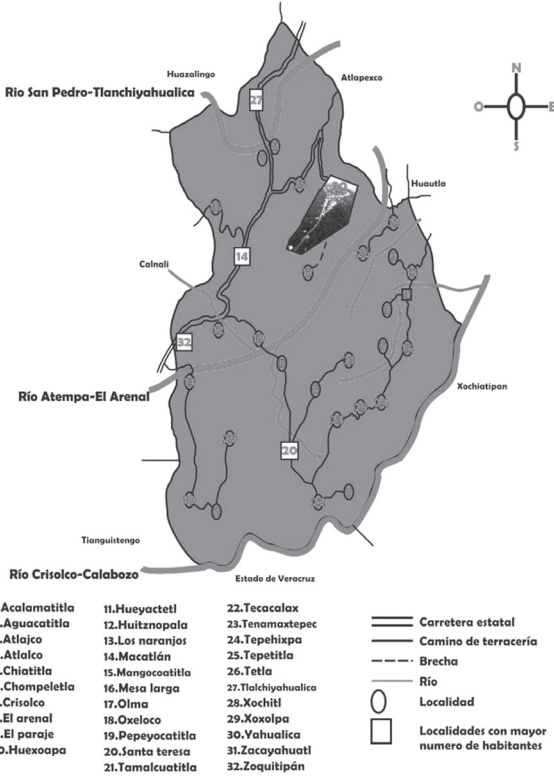 Huazalingo
Atlapexco
Rio San Pedro-Tlanchiyahualica
27
N
O
E
S
Huautla
14
Calnali
32
Xochiatipan
Río Atempa-El Arenal
20
Tianguistengo
Río Crisolco-Calabozo
Estado de Veracruz
.Acalamatitla
.Aguacatitla
.Atlajco
.Atlalco
.Chiatitla
.Chompeletla
.Crisolco
.El arenal
.El paraje
0.Huexoapa
11.Hueyactetl
12.Huitznopala
13.Los naranjos
14.Macatlán
15.Mangocoatitla
16.Mesa larga
17.Olma
18.Oxeloco
19.Pepeyocatitla
20.Santa teresa
21.Tamalcuatitla
22.Tecacalax
23.Tenamaxtepec
24.Tepehixpa
25.Tepetitla
26.Tetla
27.Tlalchiyahualica
28.Xochitl
29.Xoxolpa
30.Yahualica
31.Zacayahuatl
32.Zoquitipán
Carretera estatal
Camino de terracería
Brecha
Río
Localidad
Localidades con mayor
numero de habitantes